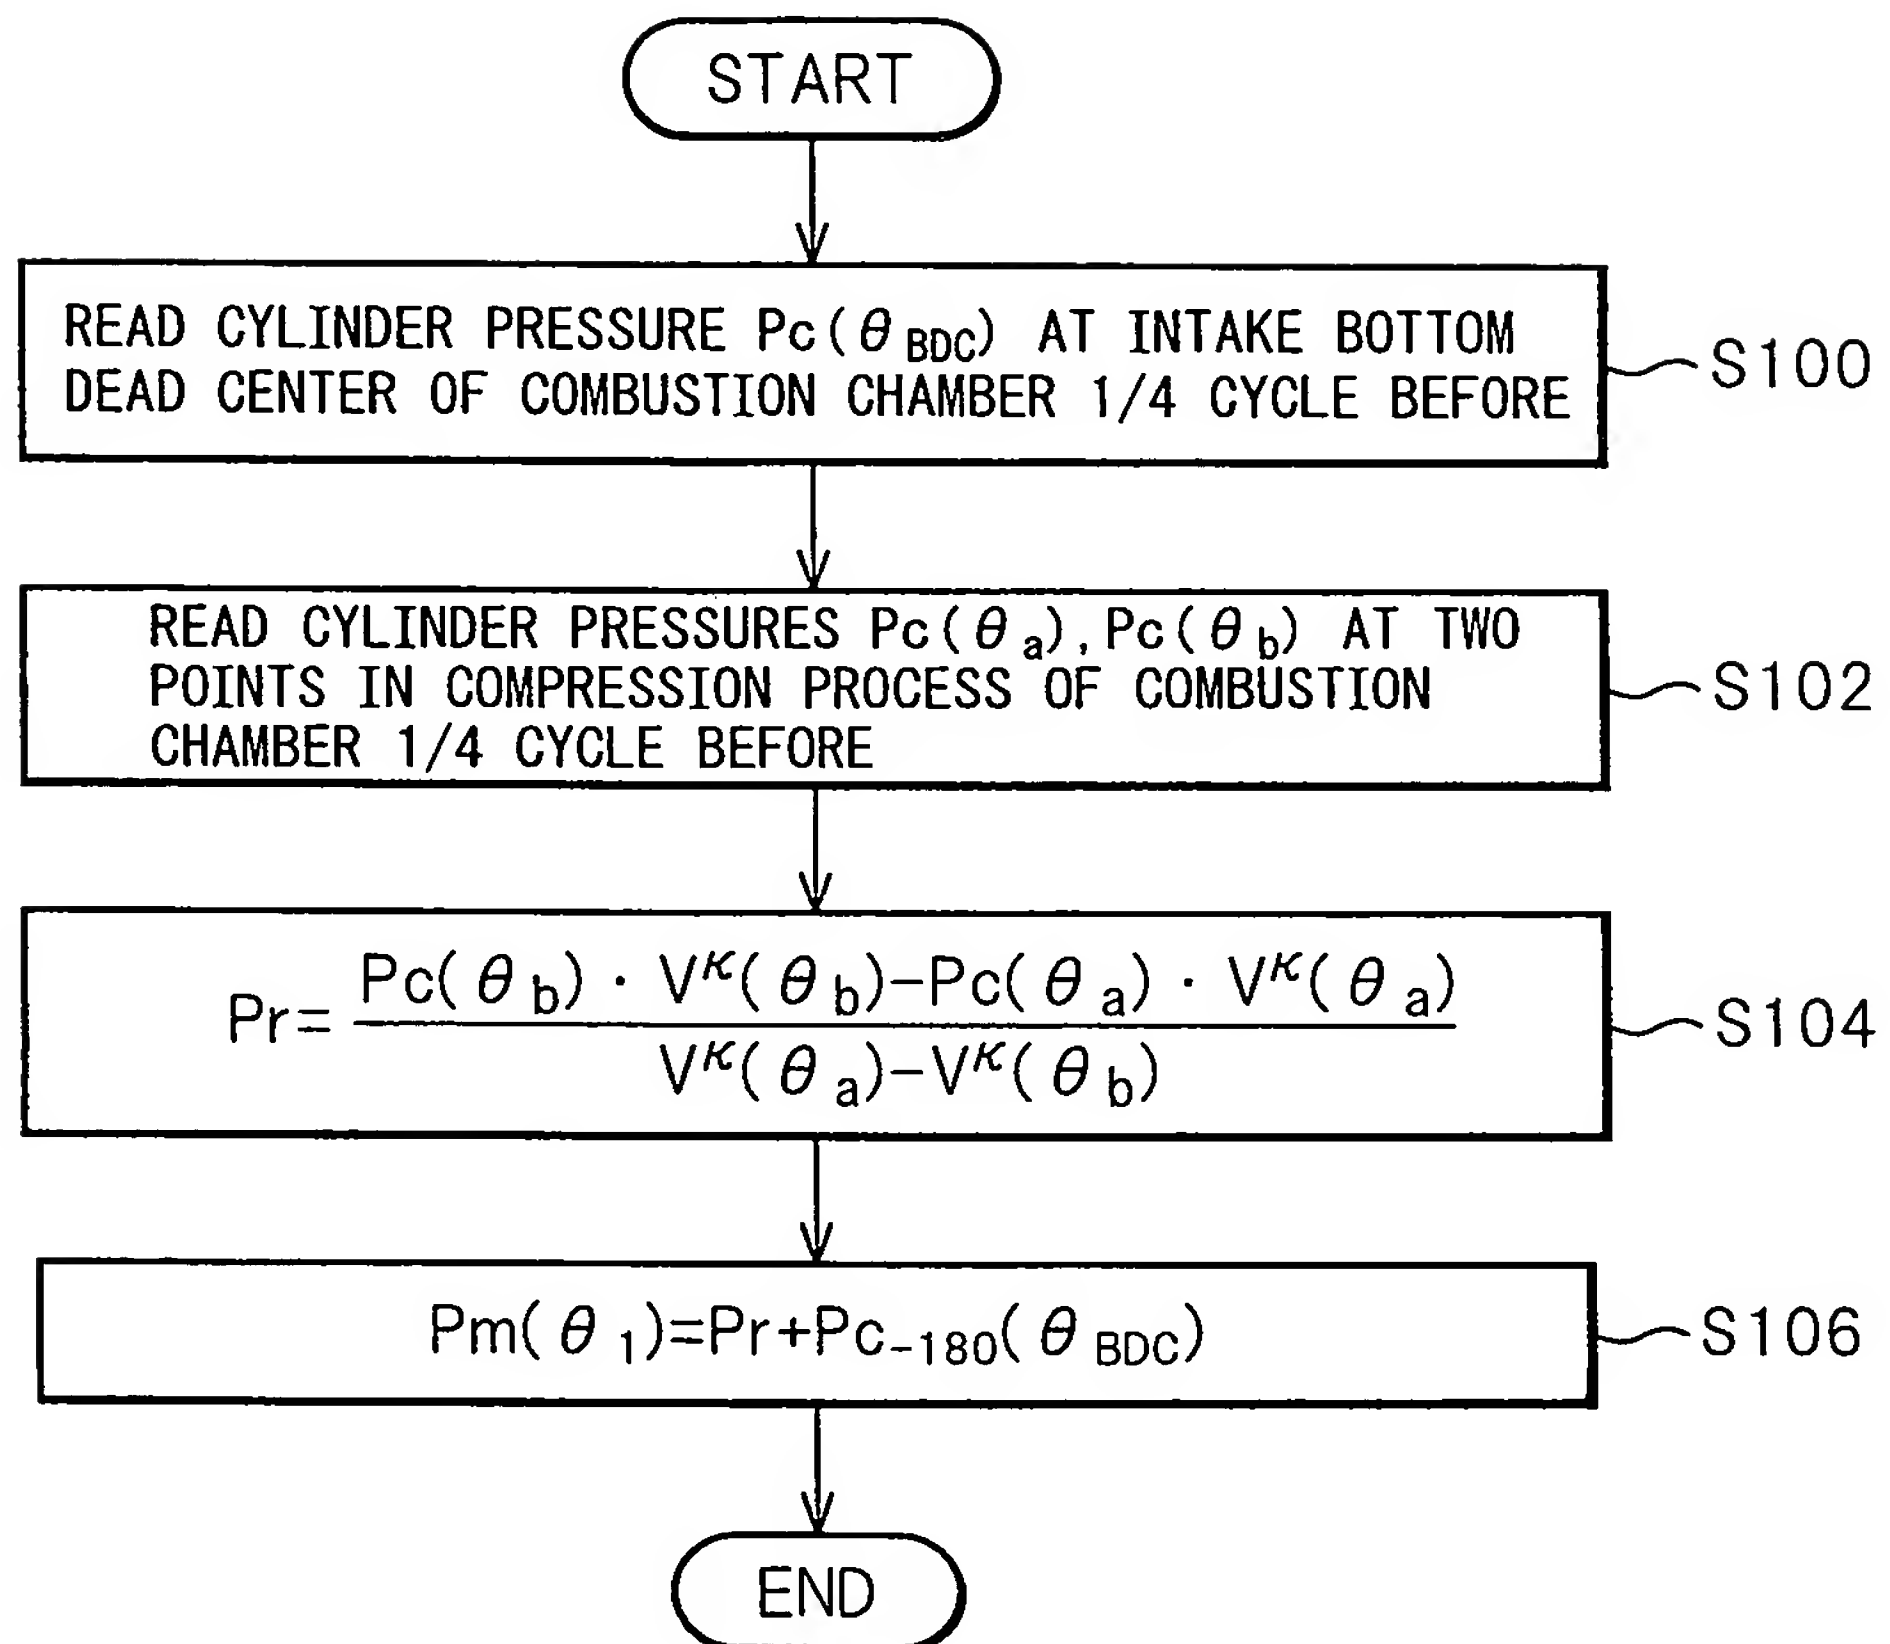 START
READ CYLINDER PRESSURE Pc(θBDC) AT INTAKE BOTTOM
DEAD CENTER OF COMBUSTION CHAMBER 1/4 CYCLE BEFORE
S100
READ CYLINDER PRESSURES Pc(θa),Pc(θb) AT TWO
POINTS IN COMPRESSION PROCESS OF COMBUSTION
CHAMBER 1/4 CYCLE BEFORE
S102
Pr= Pc(θb)·V^κ(θb)-Pc(θa)·V^κ(θa)
V^κ(θa)-V^κ(θb)
S104
Pm(θ1)=Pr+Pc-180(θBDC)
S106
END